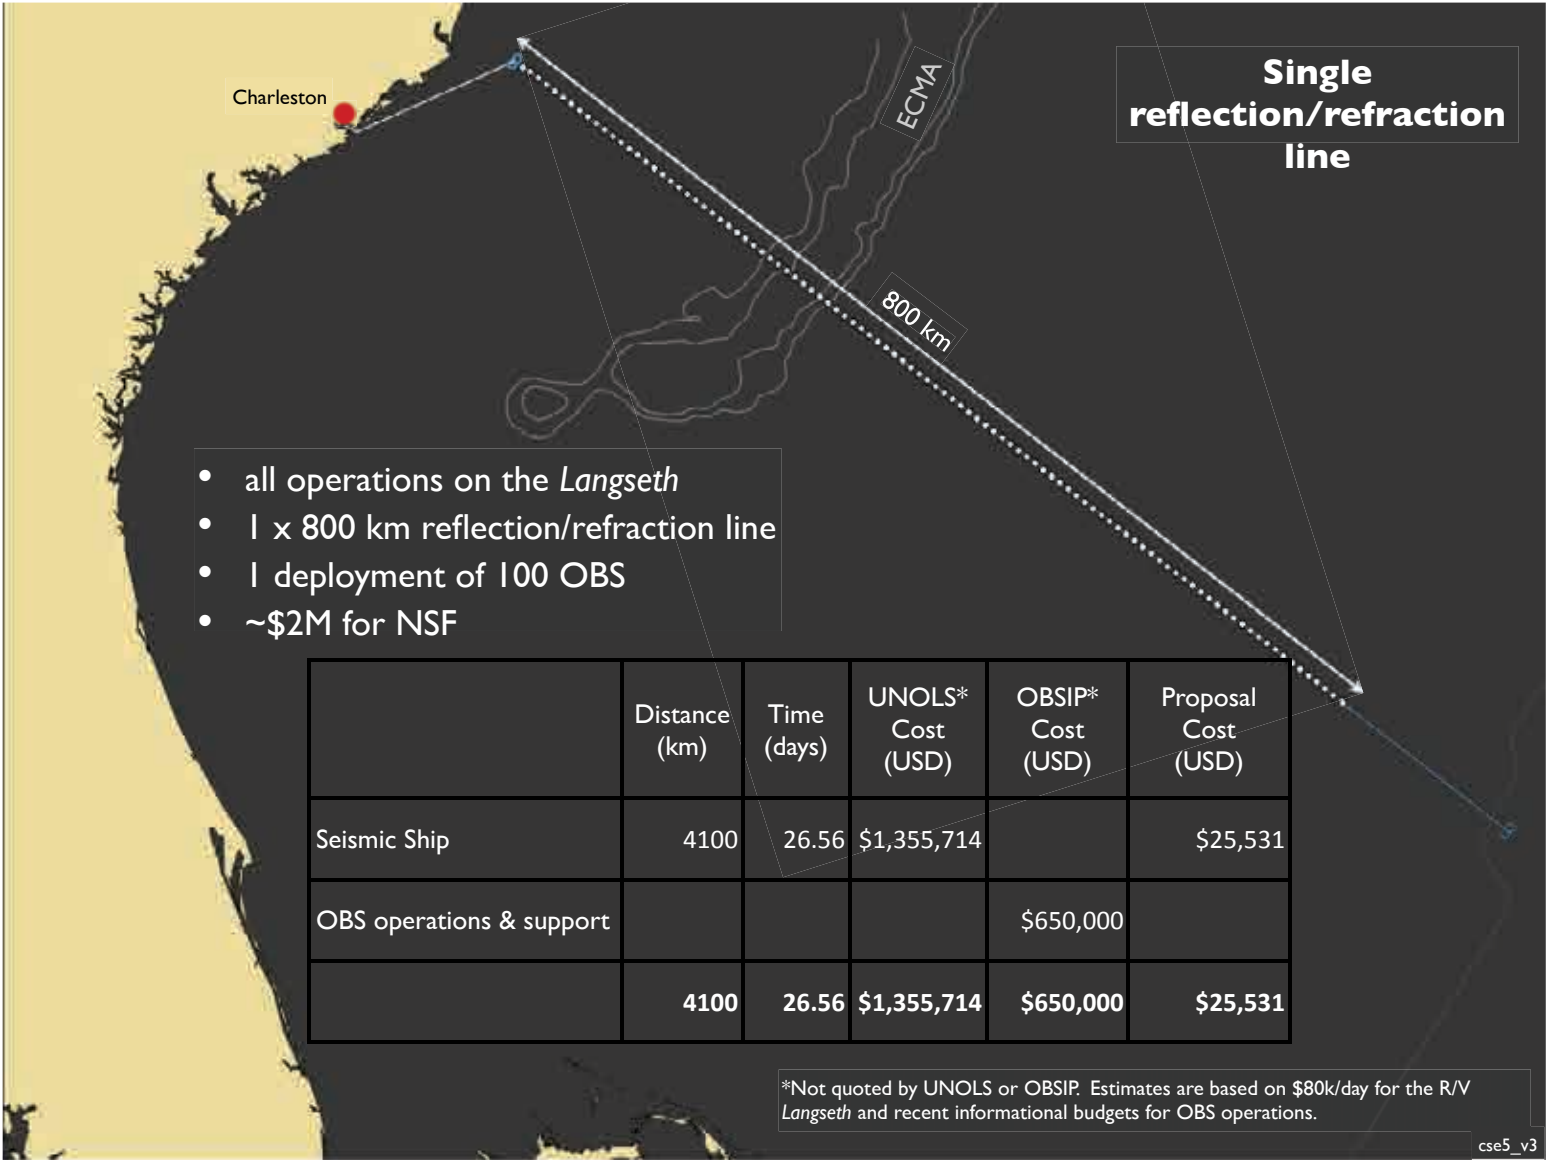 Single
reflection/refraction
line
Charleston
ECMA
800 km
• all operations on the Langseth
• 1 x 800 km reflection/refraction line
• 1 deployment of 100 OBS
• ~$2M for NSF
Distance (km) Time (days) UNOLS* Cost (USD) OBSIP* Cost (USD) Proposal Cost (USD)
Seismic Ship 4100 26.56 $1,355,714 $25,531
OBS operations & support $650,000
4100 26.56 $1,355,714 $650,000 $25,531
*Not quoted by UNOLS or OBSIP. Estimates are based on $80k/day for the R/V
Langseth and recent informational budgets for OBS operations.
cse5_v3